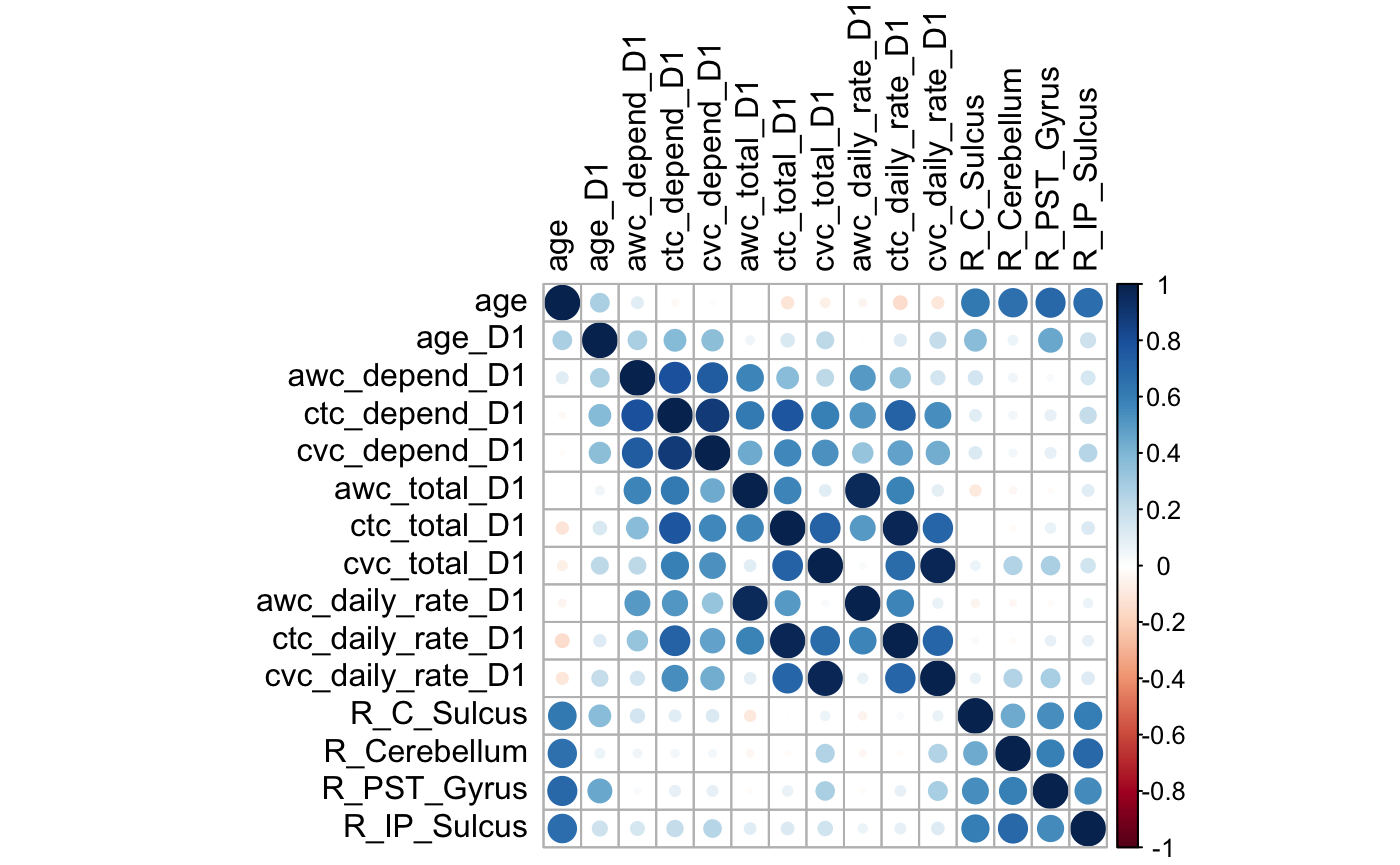 age
age_D1
awc_depend_D1
ctc_depend_D1
cvc_depend_D1
awc_total_D1
ctc_total_D1
cvc_total_D1
awc_daily_rate_D1
ctc_daily_rate_D1
cvc_daily_rate_D1
R_C_Sulcus
R_Cerebellum
R_PST_Gyrus
R_IP_Sulcus
age
age_D1
awc_depend_D1
ctc_depend_D1
cvc_depend_D1
awc_total_D1
ctc_total_D1
cvc_total_D1
awc_daily_rate_D1
ctc_daily_rate_D1
cvc_daily_rate_D1
R_C_Sulcus
R_Cerebellum
R_PST_Gyrus
R_IP_Sulcus
1
0.8
0.6
0.4
0.2
0
-0.2
-0.4
-0.6
-0.8
-1